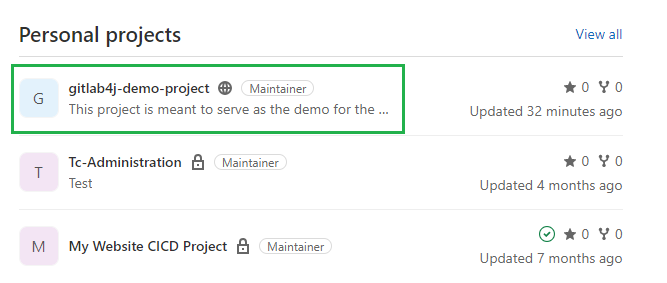 Personal projects
View all
G
gitlab4j-demo-project
Maintainer
0
0
This project is meant to serve as the demo for the ...
Updated 32 minutes ago
T
Tc-Administration
Maintainer
0
0
Test
Updated 4 months ago
M
My Website CICD Project
Maintainer
0
0
Updated 7 months ago